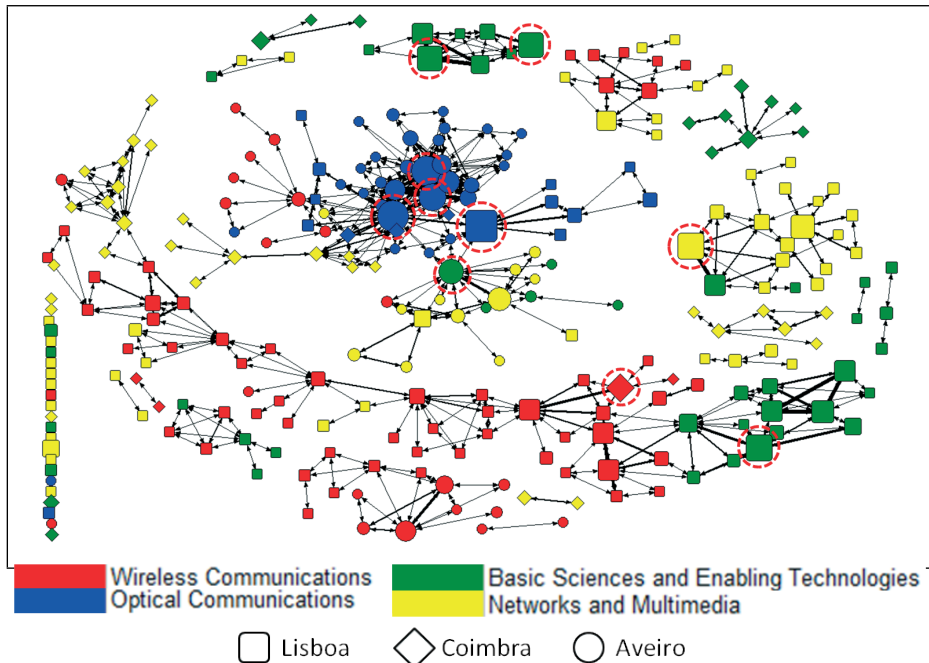 Wireless Communications
Optical Communications
Basic Sciences and Enabling Technologies
Networks and Multimedia
Lisboa
Coimbra
Aveiro